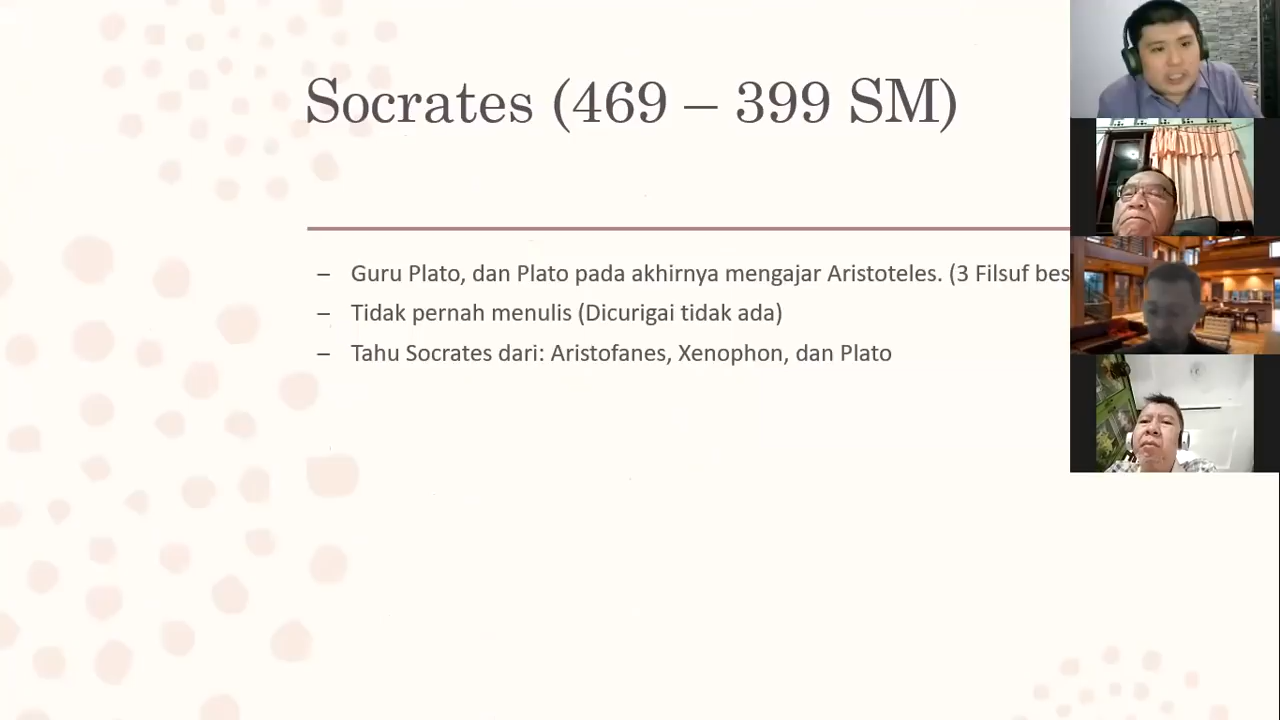 Socrates (469 – 399 SM)
– Guru Plato, dan Plato pada akhirnya mengajar Aristoteles. (3 Filsuf bes
– Tidak pernah menulis (Dicurigai tidak ada)
– Tahu Socrates dari: Aristofanes, Xenophon, dan Plato